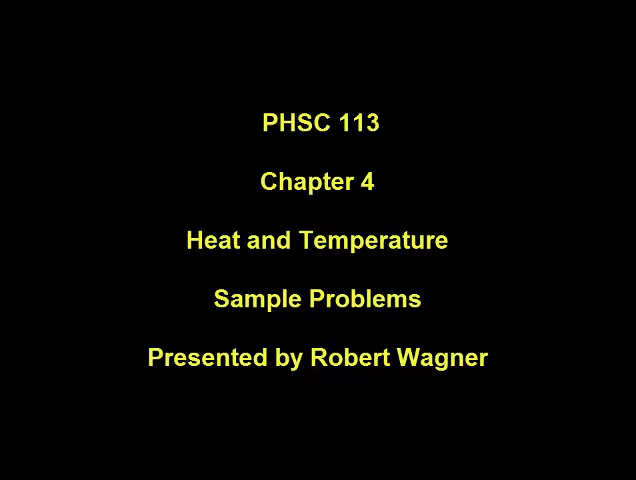 PHSC 113
Chapter 4
Heat and Temperature
Sample Problems
Presented by Robert Wagner